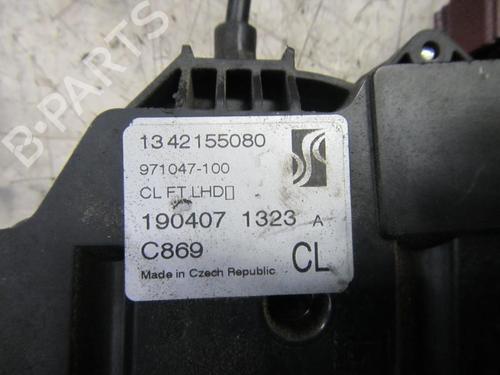 B-PARTS
13 42155080
971047-100
CL FT LHD▯
190407 1323 A
C869
CL
Made in Czech Republic